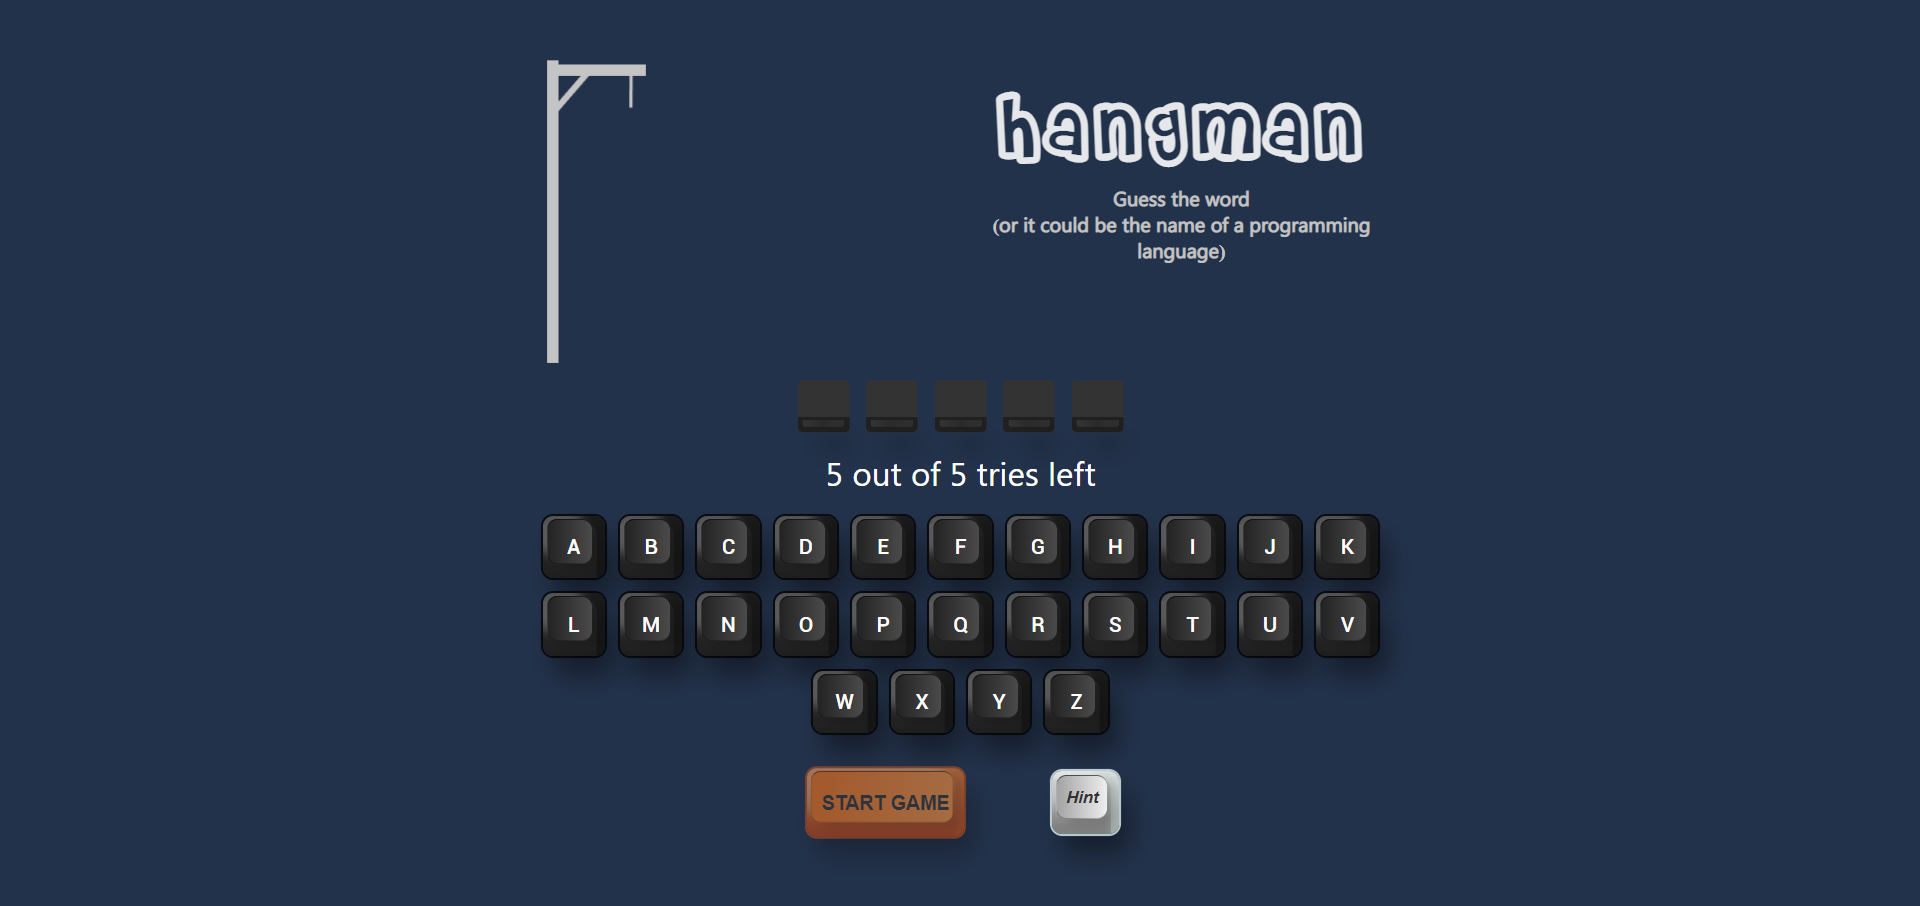 hangman
Guess the word
(or it could be the name of a programming
language)
5 out of 5 tries left
A B C D E F G H I J K
L M N O P Q R S T U V
W X Y Z
START GAME
Hint